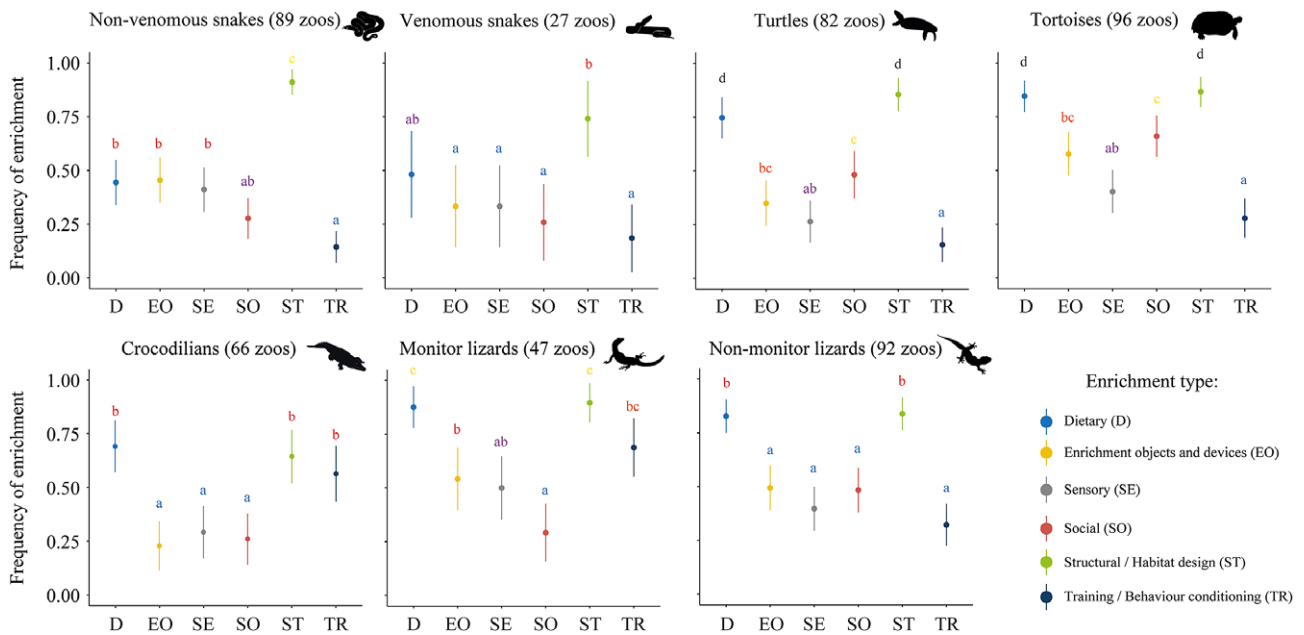 Non-venomous snakes (89 zoos)
Venomous snakes (27 zoos)
Turtles (82 zoos)
Tortoises (96 zoos)
Frequency of enrichment
1.00
0.75
0.50
0.25
0.00
b b b ab c a
D EO SE SO ST TR
ab a a a b a
D EO SE SO ST TR
d bc ab c d a
D EO SE SO ST TR
d bc ab c d a
D EO SE SO ST TR
Crocodilians (66 zoos)
Monitor lizards (47 zoos)
Non-monitor lizards (92 zoos)
Frequency of enrichment
1.00
0.75
0.50
0.25
0.00
b a a a b b
D EO SE SO ST TR
c b ab a c bc
D EO SE SO ST TR
b a a a b a
D EO SE SO ST TR
Enrichment type:
Dietary (D)
Enrichment objects and devices (EO)
Sensory (SE)
Social (SO)
Structural / Habitat design (ST)
Training / Behaviour conditioning (TR)